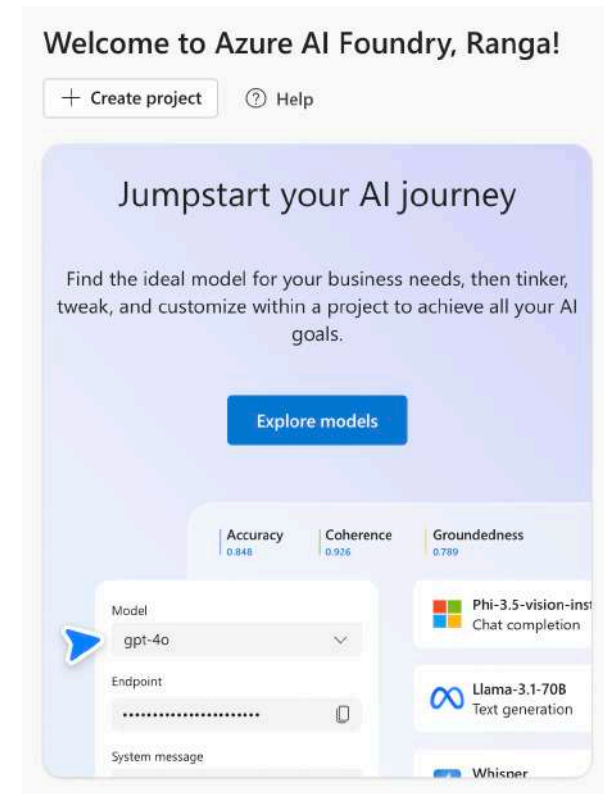 Welcome to Azure AI Foundry, Ranga!
Create project
Help
Jumpstart your AI journey
Find the ideal model for your business needs, then tinker,
tweak, and customize within a project to achieve all your AI
goals.
Explore models
Accuracy
0.848
Coherence
0.926
Groundedness
0.789
Model
gpt-4o
Endpoint
System message
Phi-3.5-vision-inst
Chat completion
Llama-3.1-70B
Text generation
Whisper